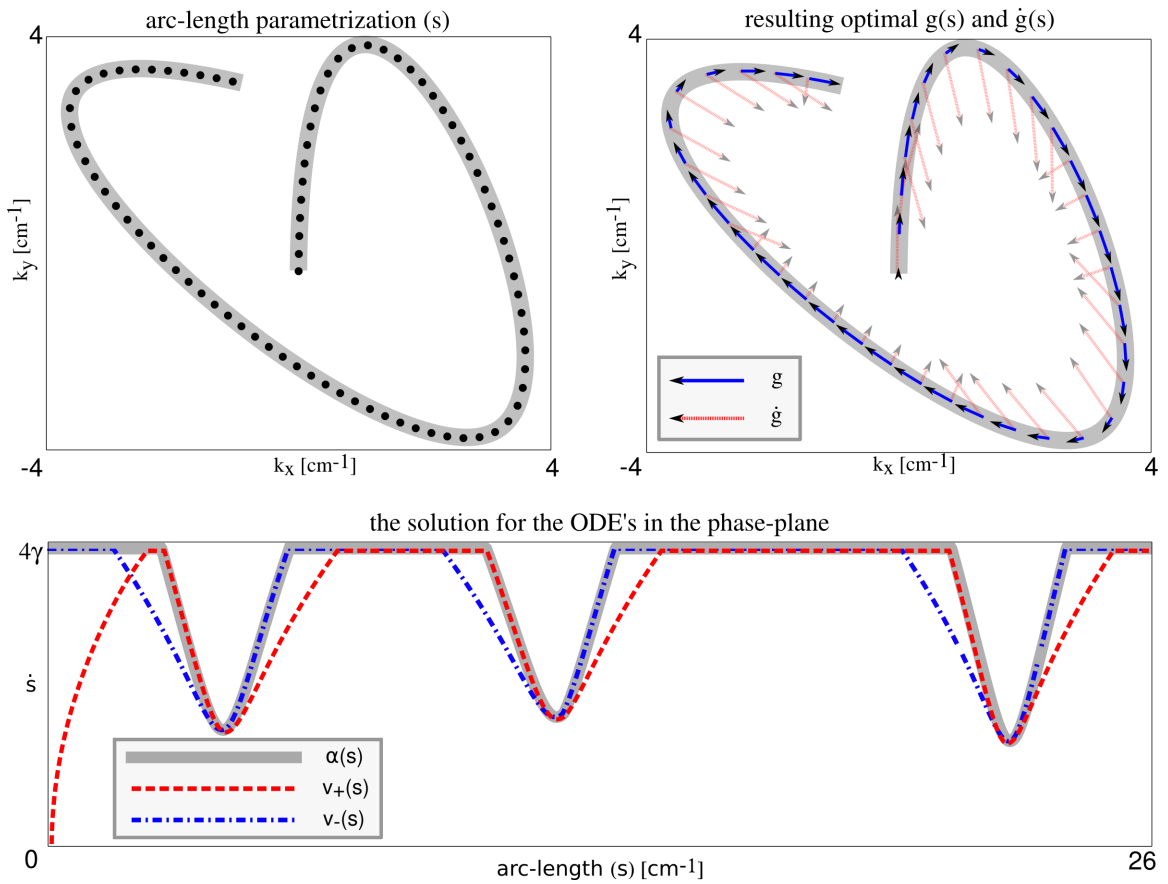 arc-length parametrization (s)
4
k_y [cm⁻¹]
-4
k_x [cm⁻¹]
4
resulting optimal g(s) and ġ(s)
4
k_y [cm⁻¹]
g
ġ
-4
k_x [cm⁻¹]
4
the solution for the ODE's in the phase-plane
4γ
ṡ
α(s)
v₊(s)
v₋(s)
0
arc-length (s) [cm⁻¹]
26